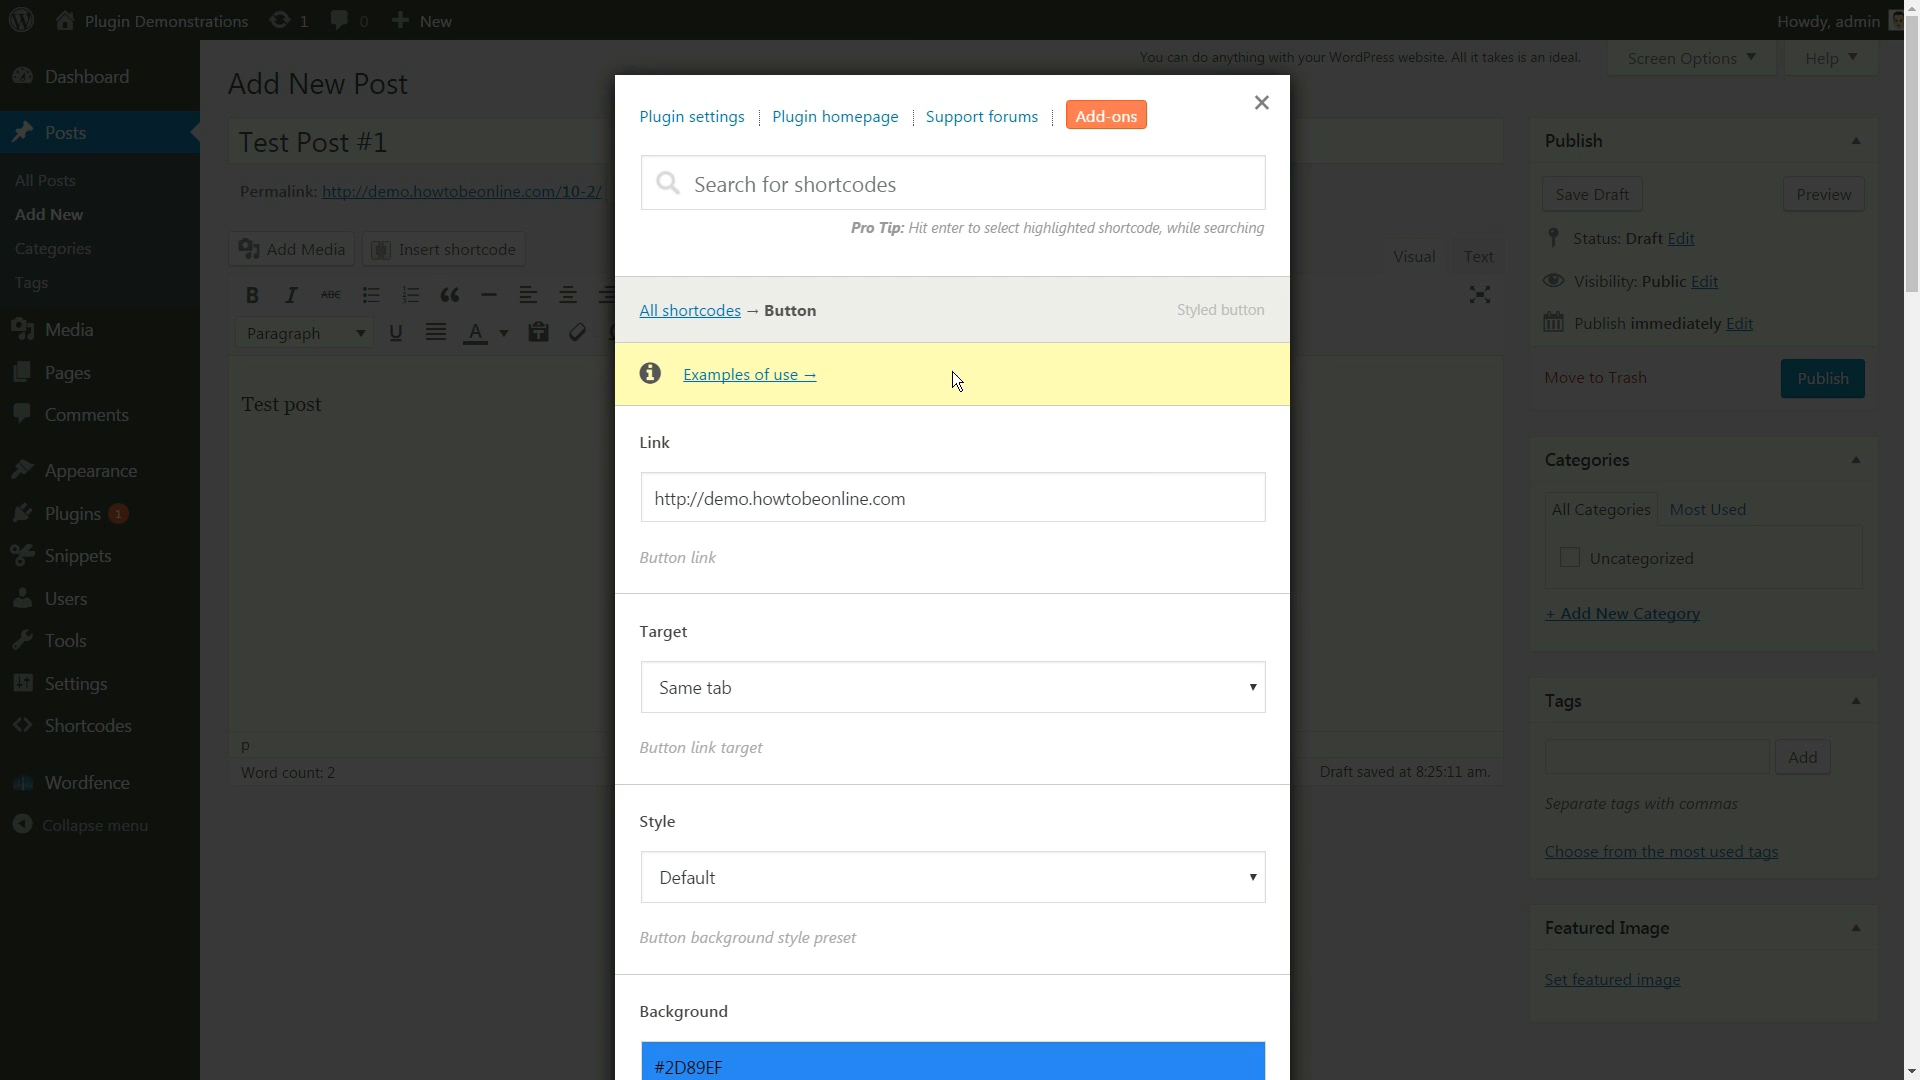 Plugin Demonstrations 1 0 New Howdy, admin
Dashboard
Posts
All Posts
Add New
Categories
Tags
Media
Pages
Comments
Appearance
Plugins 1
Snippets
Users
Tools
Settings
Shortcodes
Wordfence
Collapse menu
You can do anything with your WordPress website. All it takes is an ideal.
Screen Options Help
Add New Post
Test Post #1
Permalink: http://demo.howtobeonline.com/10-2/
Add Media Insert shortcode
Visual Text
B I ABC
Paragraph U A
Test post
p
Word count: 2
Draft saved at 8:25:11 am.
Plugin settings Plugin homepage Support forums Add-ons
Search for shortcodes
Pro Tip: Hit enter to select highlighted shortcode, while searching
All shortcodes → Button Styled button
Examples of use →
Link
http://demo.howtobeonline.com
Button link
Target
Same tab
Button link target
Style
Default
Button background style preset
Background
#2D89EF
Publish
Save Draft Preview
Status: Draft Edit
Visibility: Public Edit
Publish immediately Edit
Move to Trash Publish
Categories
All Categories Most Used
Uncategorized
+ Add New Category
Tags
Add
Separate tags with commas
Choose from the most used tags
Featured Image
Set featured image